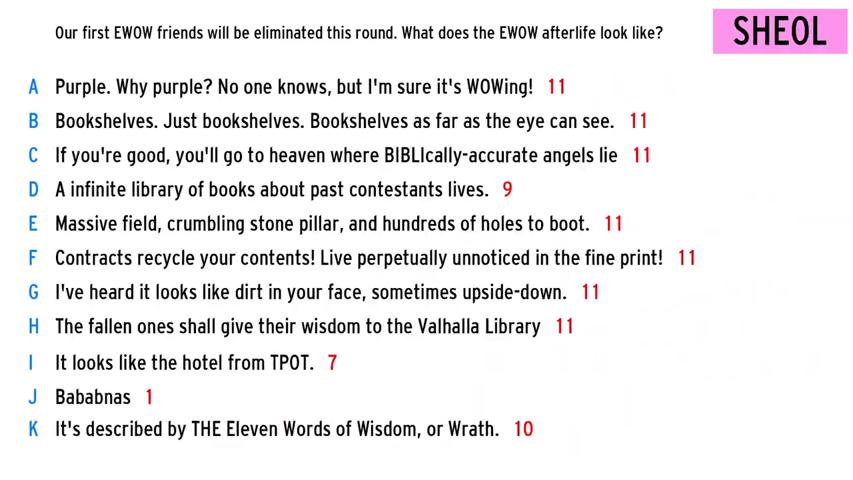 Our first EWOW friends will be eliminated this round. What does the EWOW afterlife look like?
SHEOL
A Purple. Why purple? No one knows, but I'm sure it's WOWing! 11
B Bookshelves. Just bookshelves. Bookshelves as far as the eye can see. 11
C If you're good, you'll go to heaven where BIBLIcally-accurate angels lie 11
D A infinite library of books about past contestants lives. 9
E Massive field, crumbling stone pillar, and hundreds of holes to boot. 11
F Contracts recycle your contents! Live perpetually unnoticed in the fine print! 11
G I've heard it looks like dirt in your face, sometimes upside-down. 11
H The fallen ones shall give their wisdom to the Valhalla Library 11
I It looks like the hotel from TPOT. 7
J Bababnas 1
K It's described by THE Eleven Words of Wisdom, or Wrath. 10